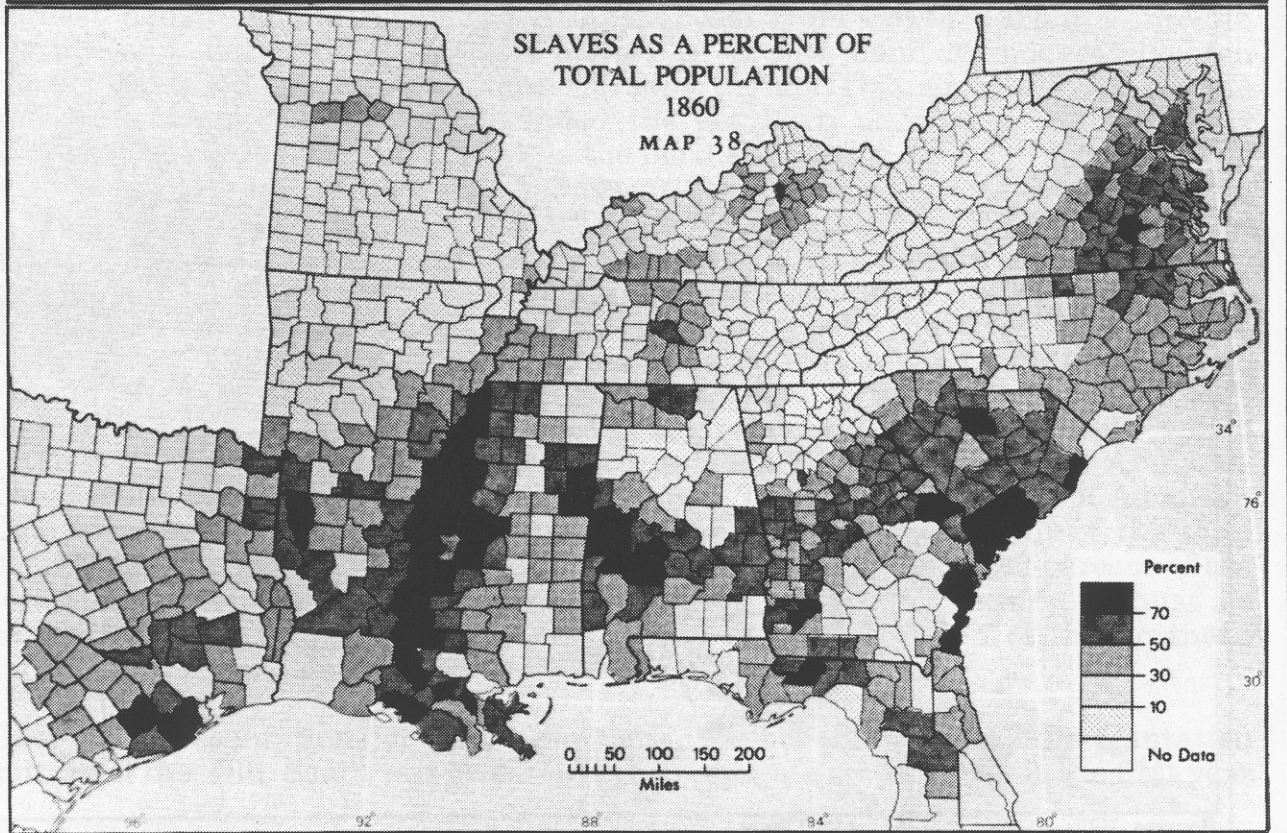 SLAVES AS A PERCENT OF
TOTAL POPULATION
1860
MAP 38
34°
76°
30°
Percent
70
50
30
10
No Data
0 50 100 150 200
Miles
96
92
88
84
80°